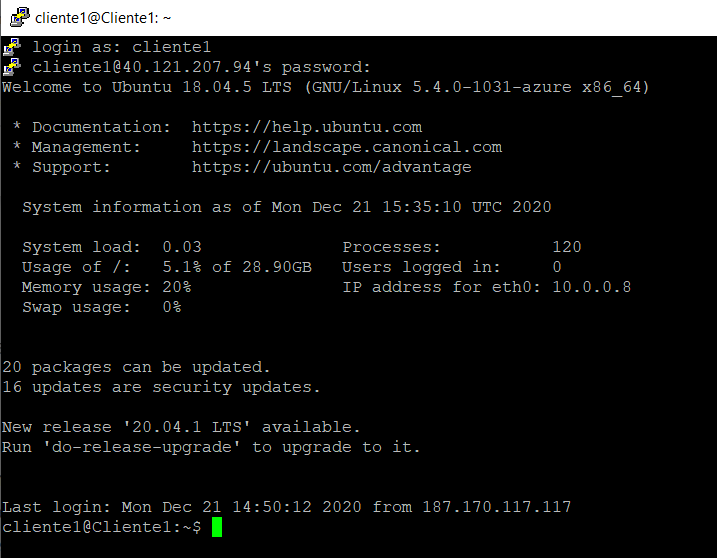 cliente1@Cliente1: ~
login as: cliente1
cliente1@40.121.207.94's password:
Welcome to Ubuntu 18.04.5 LTS (GNU/Linux 5.4.0-1031-azure x86_64)
* Documentation:  https://help.ubuntu.com
* Management:     https://landscape.canonical.com
* Support:        https://ubuntu.com/advantage
System information as of Mon Dec 21 15:35:10 UTC 2020
System load:  0.03              Processes:           120
Usage of /:   5.1% of 28.90GB   Users logged in:     0
Memory usage: 20%               IP address for eth0: 10.0.0.8
Swap usage:   0%
20 packages can be updated.
16 updates are security updates.
New release '20.04.1 LTS' available.
Run 'do-release-upgrade' to upgrade to it.
Last login: Mon Dec 21 14:50:12 2020 from 187.170.117.117
cliente1@Cliente1:~$